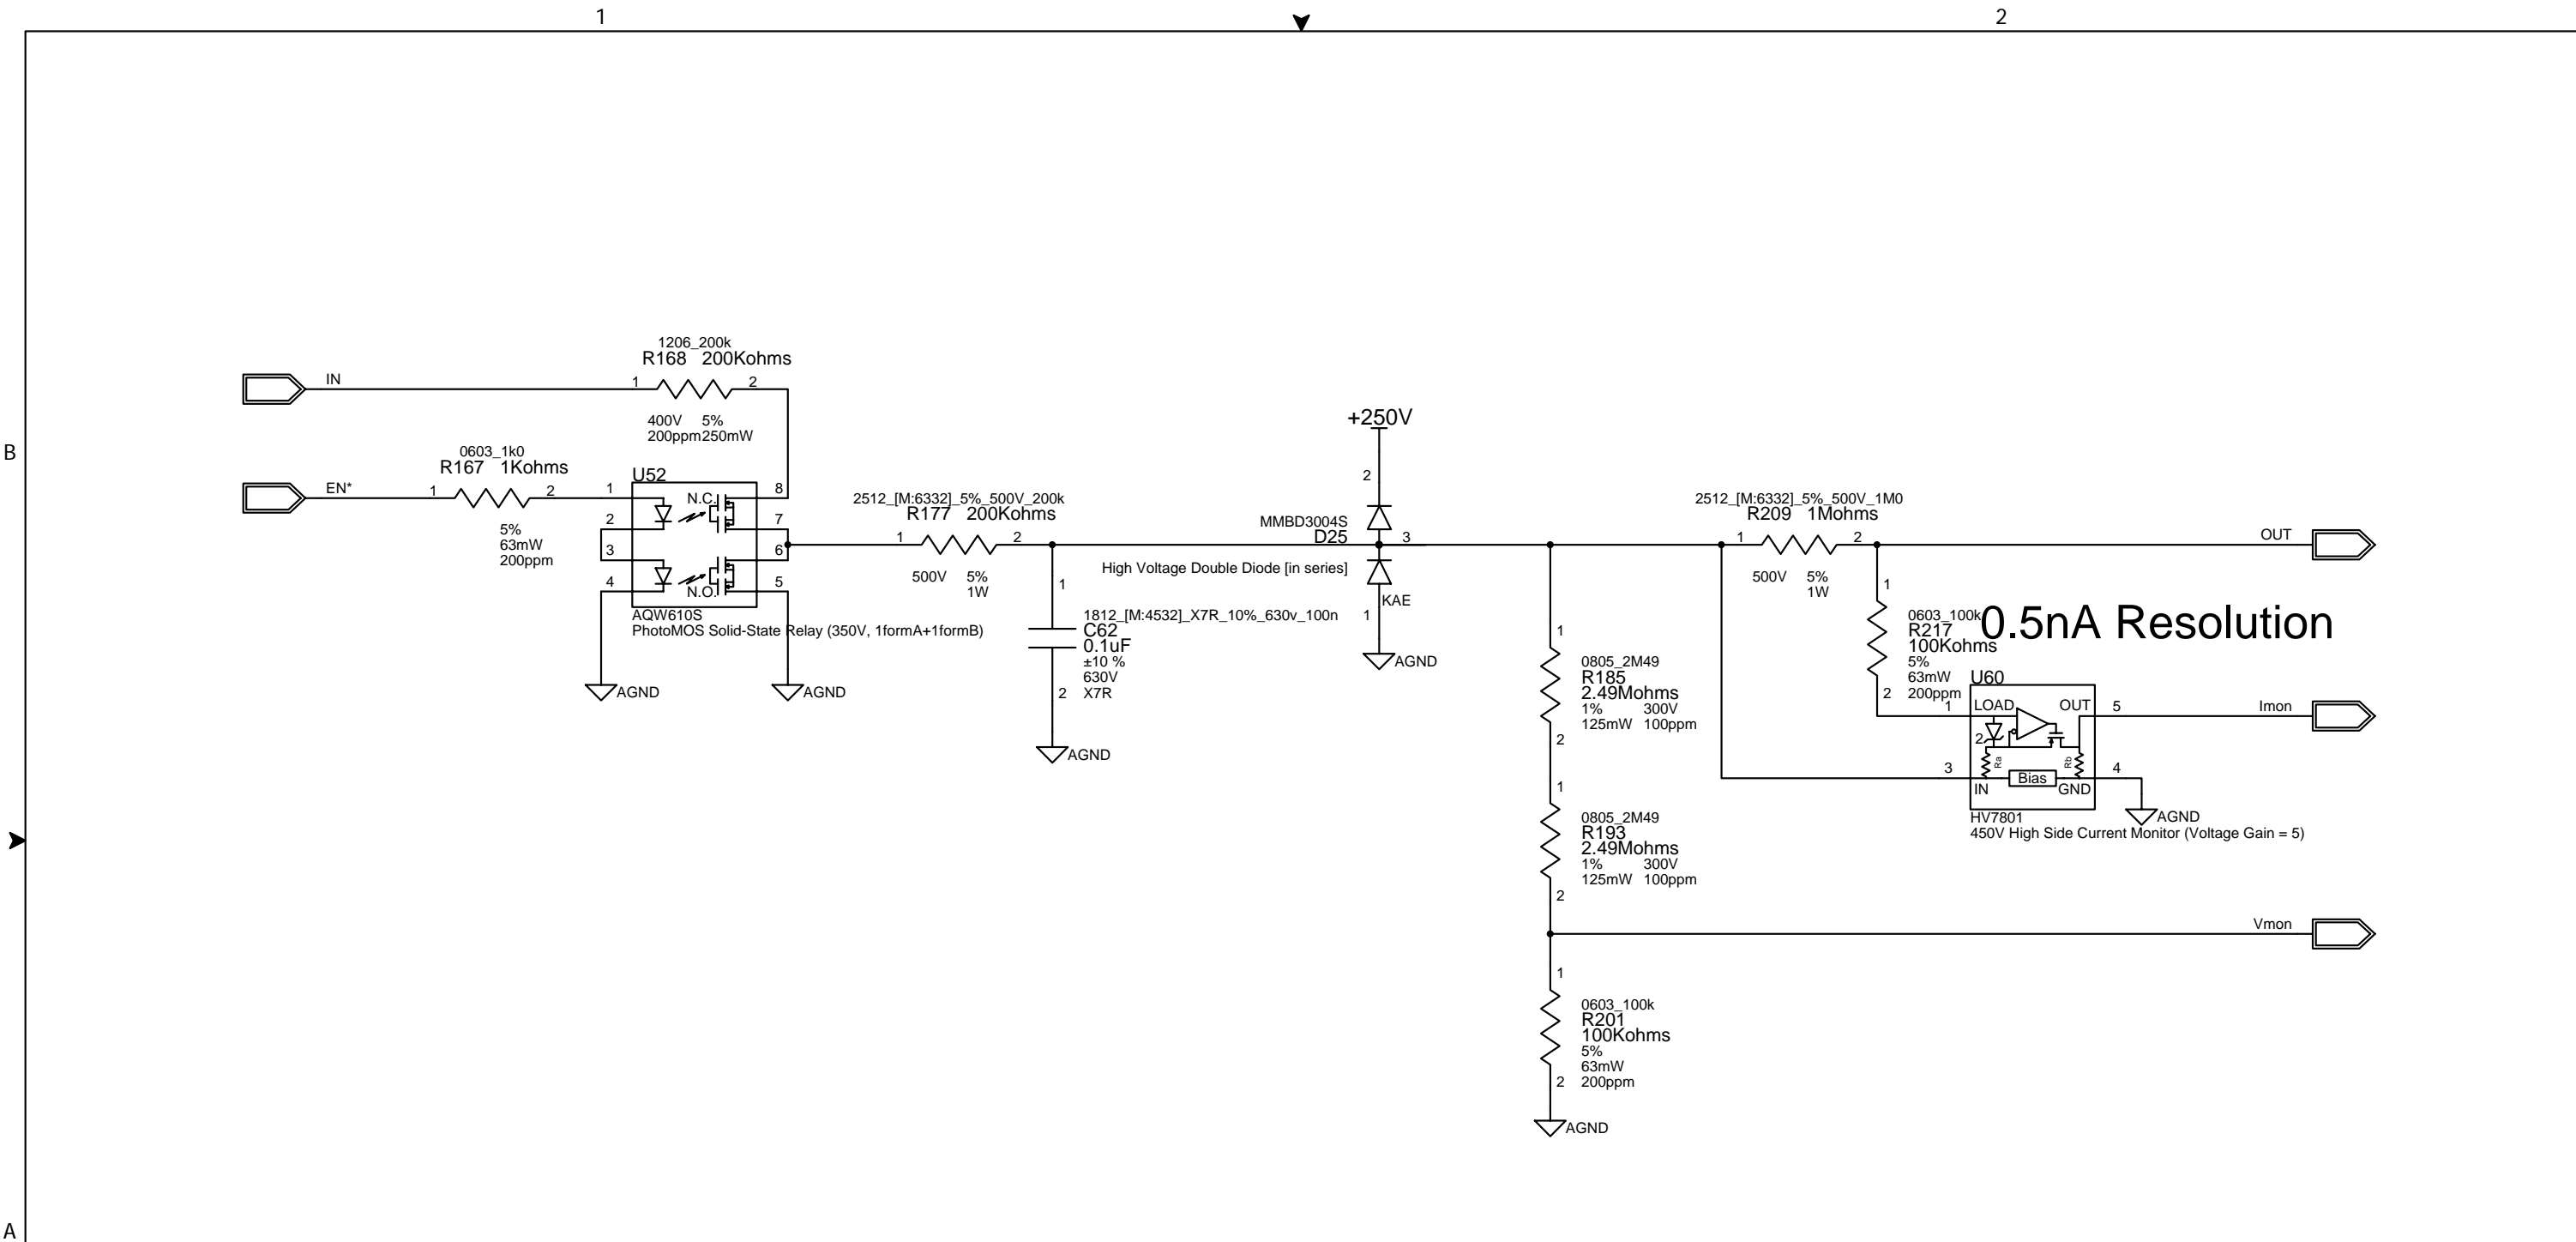 1
2
B
A
IN
1206_200k
R168 200Kohms
1
2
400V 5%
200ppm250mW
EN*
0603_1k0
R167 1Kohms
1
2
5%
63mW
200ppm
U52
1
2
3
4
N.C.
N.O.
8
7
6
5
AQW610S
PhotoMOS Solid-State Relay (350V, 1formA+1formB)
AGND
AGND
2512_[M:6332]_5%_500V_200k
R177 200Kohms
1
2
500V 5%
1W
1
1812_[M:4532]_X7R_10%_630v_100n
C62
0.1uF
±10 %
630V
2 X7R
AGND
+250V
2
MMBD3004S
D25
3
High Voltage Double Diode [in series]
KAE
1
AGND
1
0805_2M49
R185
2.49Mohms
1% 300V
125mW 100ppm
2
1
0805_2M49
R193
2.49Mohms
1% 300V
125mW 100ppm
2
1
0603_100k
R201
100Kohms
5%
63mW
2 200ppm
AGND
2512_[M:6332]_5%_500V_1M0
R209 1Mohms
1
2
500V 5%
1W
OUT
1
0603_100k
R217
100Kohms
5%
63mW
2 200ppm
0.5nA Resolution
U60
1
LOAD
OUT
5
2
Ra
Rb
3
Bias
4
IN
GND
HV7801
450V High Side Current Monitor (Voltage Gain = 5)
AGND
Imon
Vmon